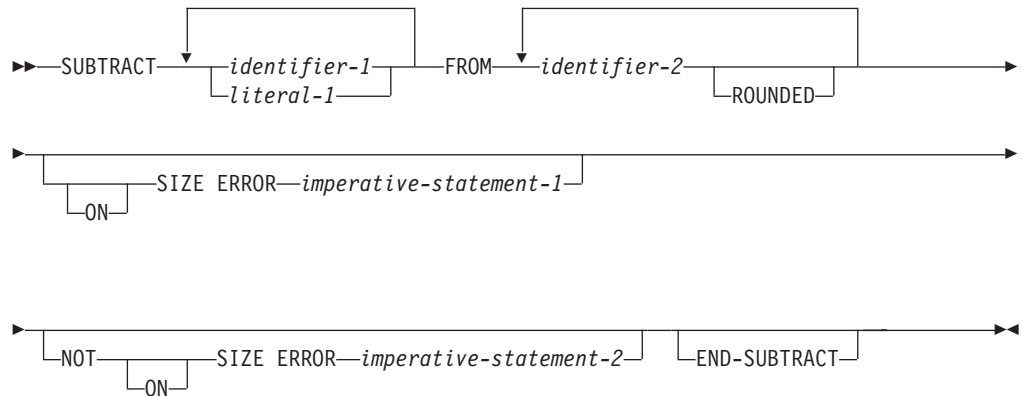 SUBTRACT identifier-1 FROM identifier-2
literal-1 ROUNDED
SIZE ERROR imperative-statement-1
ON
NOT SIZE ERROR imperative-statement-2 END-SUBTRACT
ON